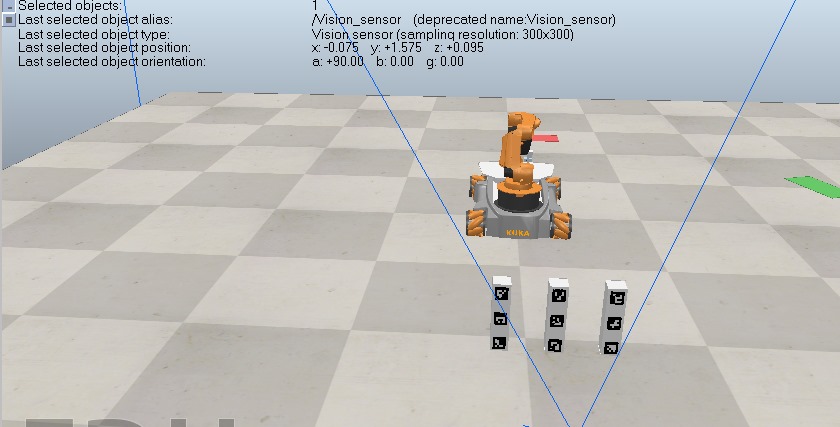 Selected objects: 1
Last selected object alias: /Vision_sensor (deprecated name:Vision_sensor)
Last selected object type: Vision sensor (sampling resolution: 300x300)
Last selected object position: x: -0.075 y: +1.575 z: +0.095
Last selected object orientation: a: +90.00 b: 0.00 g: 0.00
KUKA